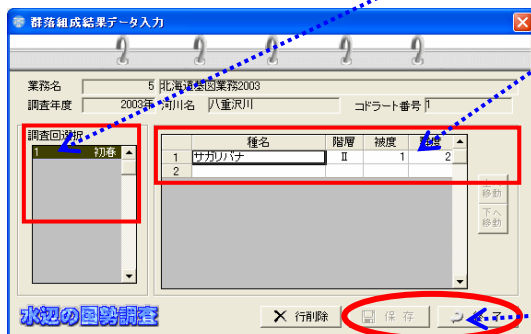 群落組成結果データ入力
業務名 5 北海道基図業務2003
調査年度 2003年 河川名 八重沢川 コドラート番号 1
調査回選択
1 初春
種名 階層 被度
1 サガリバナ Ⅱ 1 2
2
移動
下へ
移動
水辺の国勢調査
× 行削除 保存 終了